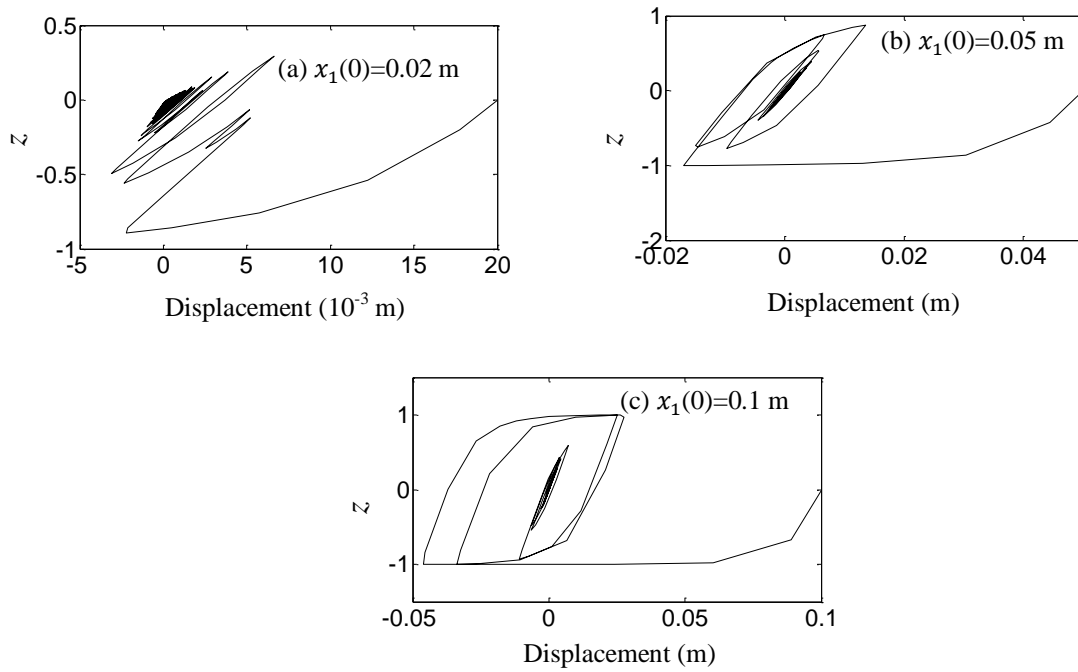 0.5
(a) x₁(0)=0.02 m
0
z
-0.5
-1
-5 0 5 10 15 20
Displacement (10⁻³ m)
1
(b) x₁(0)=0.05 m
0
z
-1
-2
-0.02 0 0.02 0.04
Displacement (m)
(c) x₁(0)=0.1 m
1
z
0
-1
-0.05 0 0.05 0.1
Displacement (m)